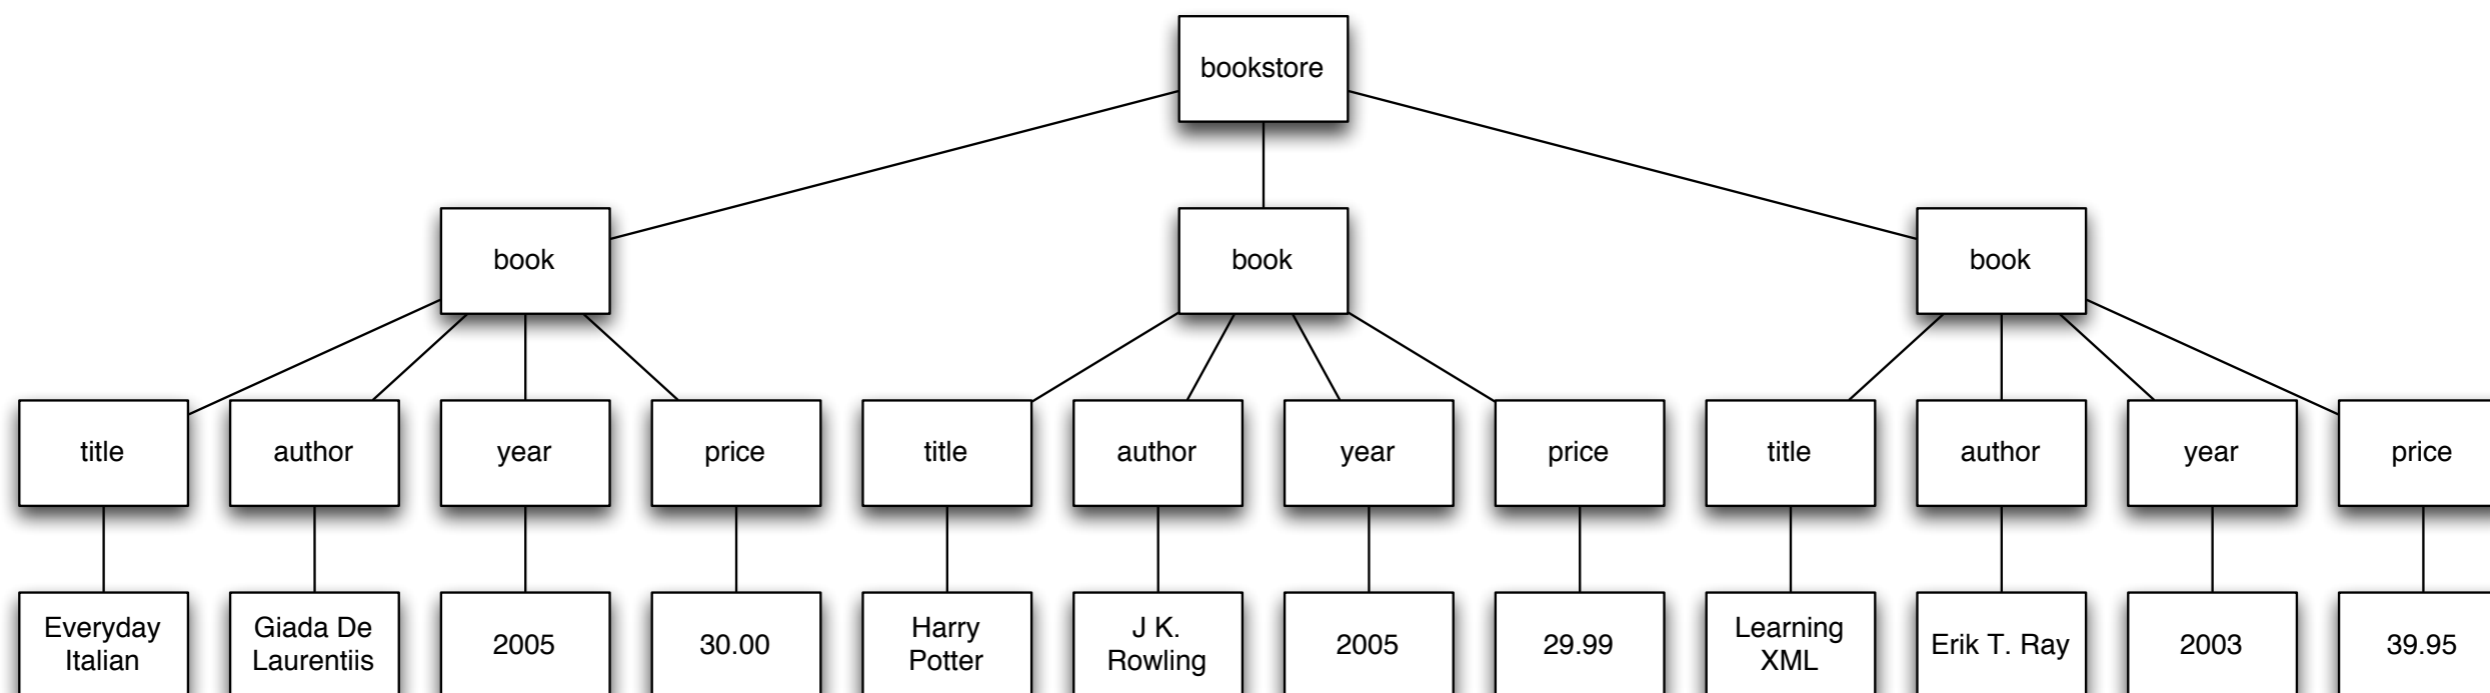 bookstore
book
book
book
title
author
year
price
title
author
year
price
title
author
year
price
Everyday
Italian
Giada De
Laurentiis
2005
30.00
Harry
Potter
J K.
Rowling
2005
29.99
Learning
XML
Erik T. Ray
2003
39.95